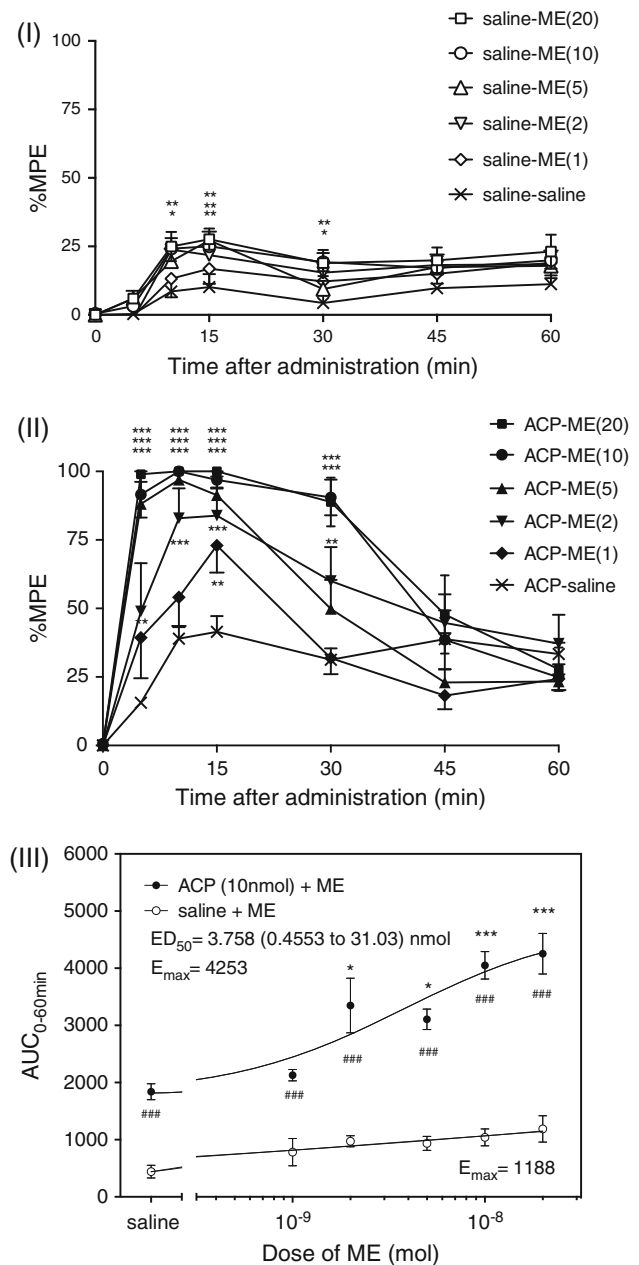 (I)
saline-ME(20)
saline-ME(10)
saline-ME(5)
saline-ME(2)
saline-ME(1)
saline-saline
100
75
50
25
0
%MPE
** 
*
**
**
**
**
*
0 15 30 45 60
Time after administration (min)
(II)
ACP-ME(20)
ACP-ME(10)
ACP-ME(5)
ACP-ME(2)
ACP-ME(1)
ACP-saline
***
***
***
***
***
***
***
***
***
***
***
100
75
50
25
0
%MPE
**
***
***
**
**
0 15 30 45 60
Time after administration (min)
(III)
6000
5000
4000
3000
2000
1000
0
AUC0-60min
ACP (10nmol) + ME
saline + ME
ED50= 3.758 (0.4553 to 31.03) nmol
Emax= 4253
*
*
***
***
###
###
###
###
###
###
Emax= 1188
saline 10-9 10-8
Dose of ME (mol)